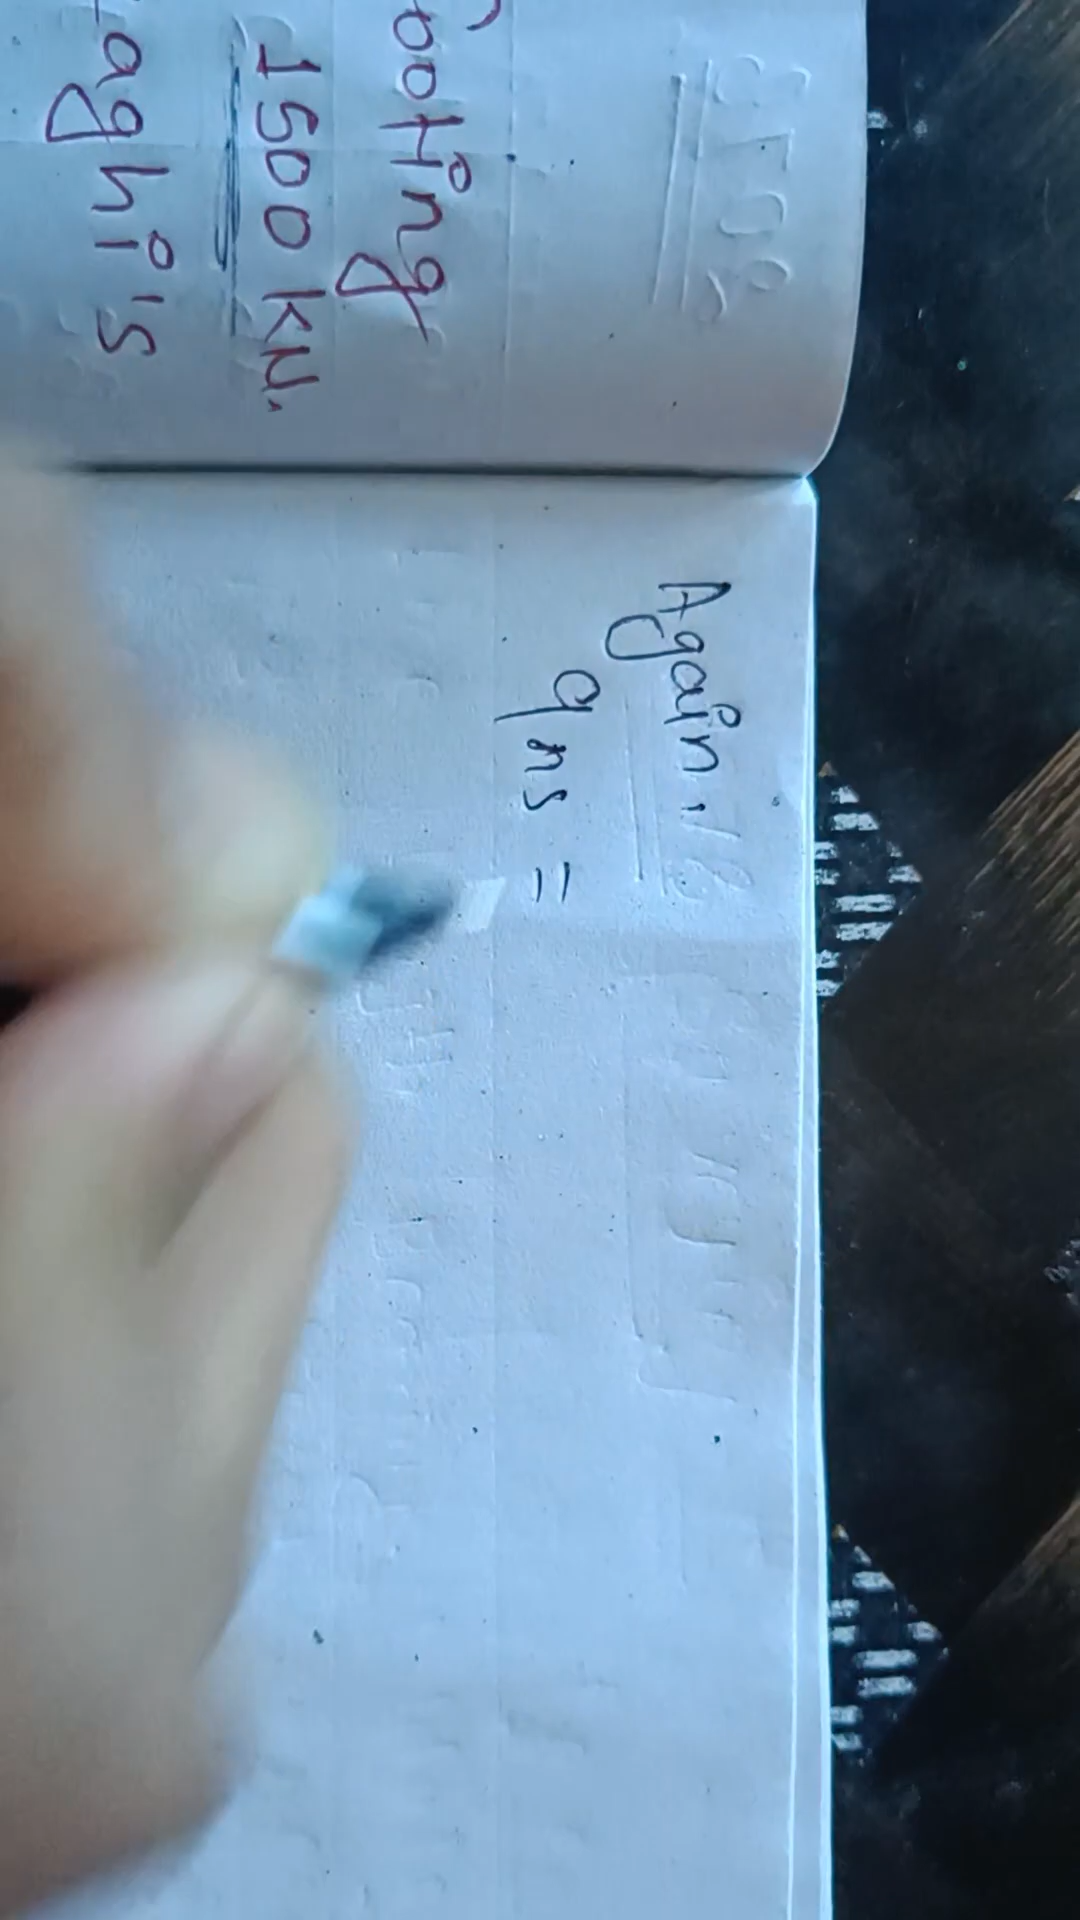 ooting
1500 kN.
aghi's
Again,
qns =